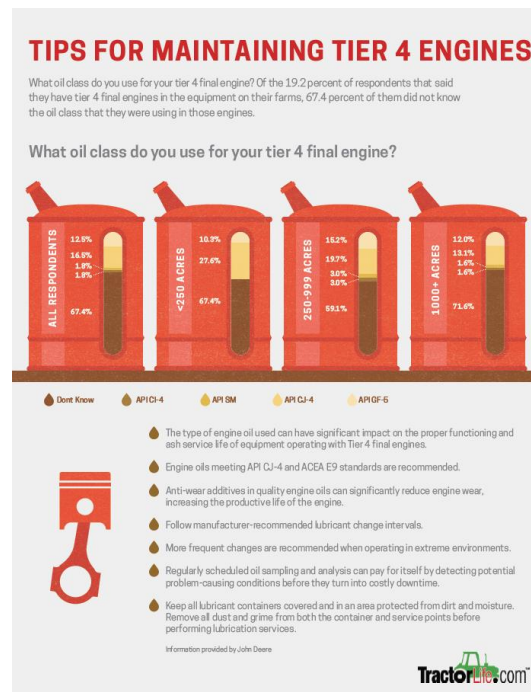 TIPS FOR MAINTAINING TIER 4 ENGINES
What oil class do you use for your tier 4 final engine? Of the 19.2 percent of respondents that said
they have tier 4 final engines in the equipment on their farms, 67.4 percent of them did not know
the oil class that they were using in those engines.
What oil class do you use for your tier 4 final engine?
ALL RESPONDENTS
12.5%
16.5%
1.8%
1.8%
67.4%
<250 ACRES
10.3%
27.6%
67.4%
250-999 ACRES
15.2%
19.7%
3.0%
3.0%
59.1%
1000+ ACRES
12.0%
13.1%
1.6%
1.6%
71.6%
Dont Know
API CI-4
API SM
API CJ-4
API GF-5
The type of engine oil used can have significant impact on the proper functioning and
ash service life of equipment operating with Tier 4 final engines.
Engine oils meeting API CJ-4 and ACEA E9 standards are recommended.
Anti-wear additives in quality engine oils can significantly reduce engine wear,
increasing the productive life of the engine.
Follow manufacturer-recommended lubricant change intervals.
More frequent changes are recommended when operating in extreme environments.
Regularly scheduled oil sampling and analysis can pay for itself by detecting potential
problem-causing conditions before they turn into costly downtime.
Keep all lubricant containers covered and in an area protected from dirt and moisture.
Remove all dust and grime from both the container and service points before
performing lubrication services.
Information provided by John Deere
TractorLife.com